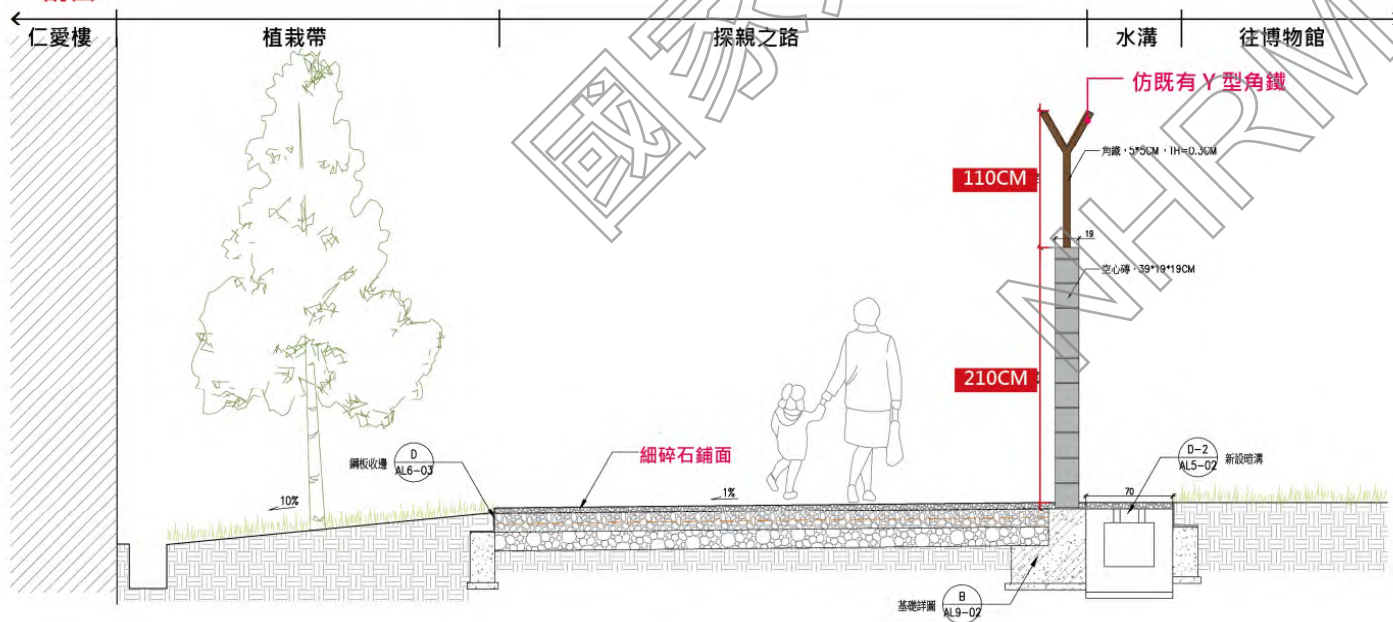 仁愛樓
植栽帶
探親之路
水溝
往博物館
仿既有 Y 型角鐵
角鐵，5*5CM，TH=0.3CM
110CM
19
空心磚，39*19*19CM
210CM
D
AL6-03
鋼板收邊
細碎石鋪面
D-2
AL5-02
新設暗溝
10%
1%
70
基礎詳圖
B
AL9-02
國家
NHRM